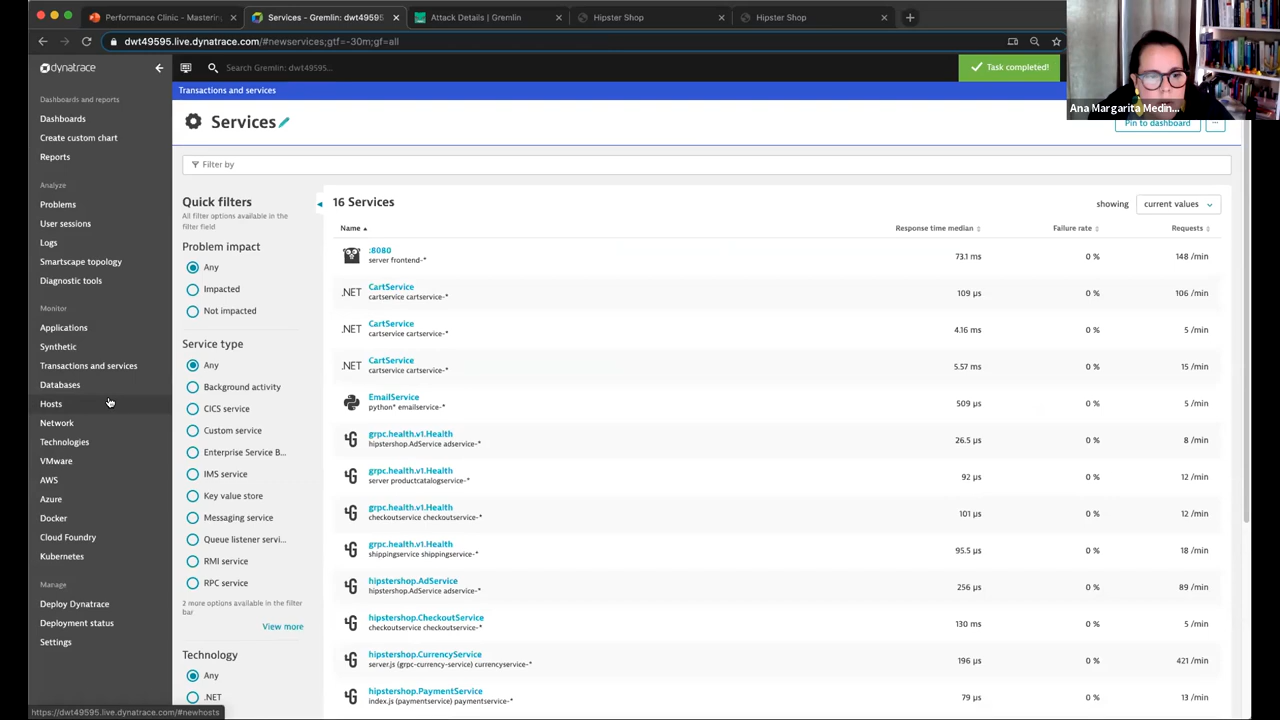 Performance Clinic - Masterin
Services - Gremlin: dwt49595
Attack Details | Gremlin
Hipster Shop
Hipster Shop
dwt49595.live.dynatrace.com/#newservices;gtf=-30m;gf=all
dynatrace
Search Gremlin: dwt49595...
Task completed!
Ana Margarita Medin...
Transactions and services
Services
Pin to dashboard
...
Dashboards and reports
Dashboards
Create custom chart
Reports
Analyze
Problems
User sessions
Logs
Smartscape topology
Diagnostic tools
Monitor
Applications
Synthetic
Transactions and services
Databases
Hosts
Network
Technologies
VMware
AWS
Azure
Docker
Cloud Foundry
Kubernetes
Manage
Deploy Dynatrace
Deployment status
Settings
https://dwt49595.live.dynatrace.com/#newhosts
Filter by
Quick filters
All filter options available in the
filter field
Problem impact
Any
Impacted
Not impacted
Service type
Any
Background activity
CICS service
Custom service
Enterprise Service B...
IMS service
Key value store
Messaging service
Queue listener servi...
RMI service
RPC service
2 more options available in the filter
bar
View more
Technology
Any
.NET
16 Services
showing current values
Name Response time median Failure rate Requests
:8080 73.1 ms 0 % 148 /min
server frontend-*
.NET CartService 109 µs 0 % 106 /min
cartservice cartservice-*
.NET CartService 4.16 ms 0 % 5 /min
cartservice cartservice-*
.NET CartService 5.57 ms 0 % 15 /min
cartservice cartservice-*
EmailService 509 µs 0 % 5 /min
python* emailservice-*
grpc.health.v1.Health 26.5 µs 0 % 8 /min
hipstershop.AdService adservice-*
grpc.health.v1.Health 92 µs 0 % 12 /min
server productcatalogservice-*
grpc.health.v1.Health 101 µs 0 % 12 /min
checkoutservice checkoutservice-*
grpc.health.v1.Health 95.5 µs 0 % 18 /min
shippingservice shippingservice-*
hipstershop.AdService 256 µs 0 % 89 /min
hipstershop.AdService adservice-*
hipstershop.CheckoutService 130 ms 0 % 5 /min
checkoutservice checkoutservice-*
hipstershop.CurrencyService 196 µs 0 % 421 /min
server.js (grpc-currency-service) currencyservice-*
hipstershop.PaymentService 79 µs 0 % 13 /min
index.js (paymentservice) paymentservice-*